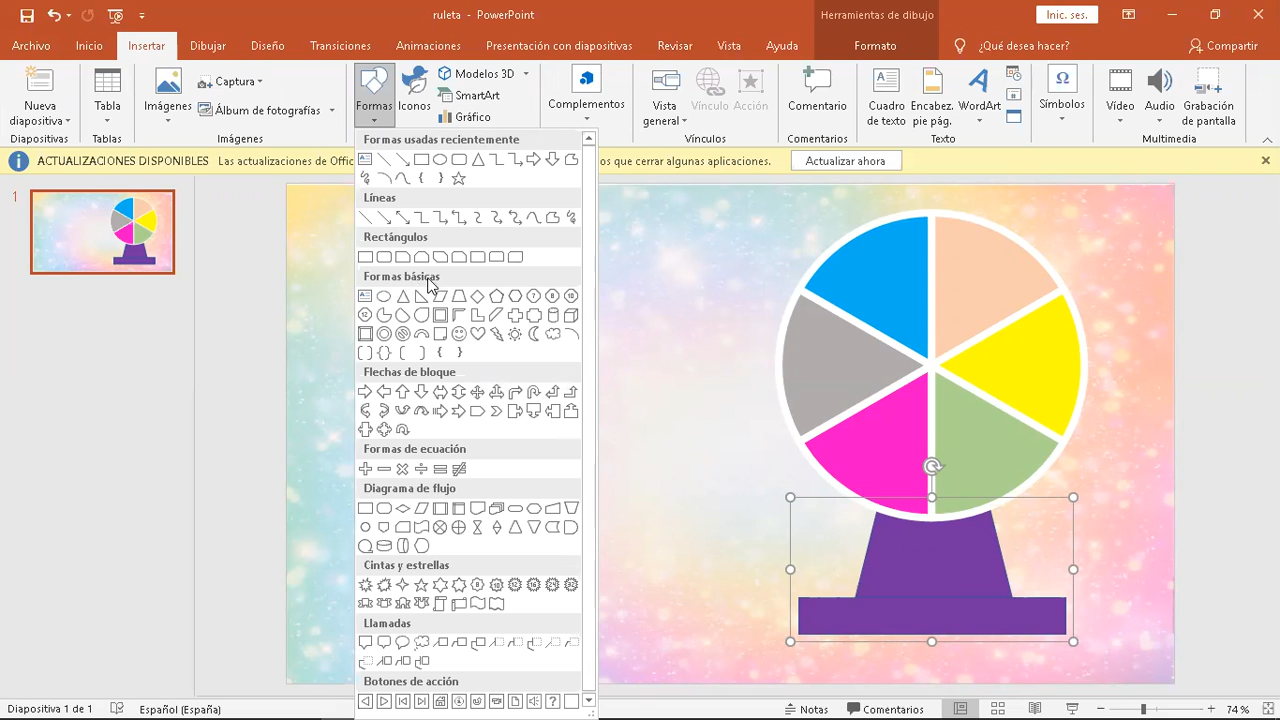 ruleta - PowerPoint
Herramientas de dibujo
Inic. ses.
Archivo Inicio Insertar Dibujar Diseño Transiciones Animaciones Presentación con diapositivas Revisar Vista Ayuda Formato ¿Qué desea hacer? Compartir
Nueva diapositiva
Tabla
Imágenes
Captura
Álbum de fotografías
Formas
Iconos
Modelos 3D
SmartArt
Gráfico
Complementos
Vista general
Vínculo
Acción
Comentario
Cuadro de texto
Encabez. pie pág.
WordArt
Símbolos
Vídeo
Audio
Grabación de pantalla
Diapositivas
Tablas
Imágenes
Vínculos
Comentarios
Texto
Multimedia
ACTUALIZACIONES DISPONIBLES Las actualizaciones de Offic
os que cerrar algunas aplicaciones.
Actualizar ahora
1
Formas usadas recientemente
Líneas
Rectángulos
Formas básicas
Flechas de bloque
Formas de ecuación
Diagrama de flujo
Cintas y estrellas
Llamadas
Botones de acción
Diapositiva 1 de 1
Español (España)
Notas
Comentarios
74 %